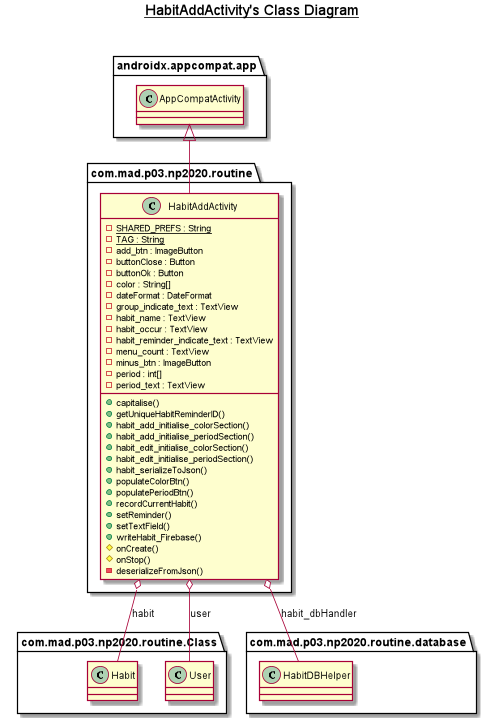 HabitAddActivity's Class Diagram
androidx.appcompat.app
C AppCompatActivity
com.mad.p03.np2020.routine
C HabitAddActivity
SHARED_PREFS : String
TAG : String
add_btn : ImageButton
buttonClose : Button
buttonOk : Button
color : String[]
dateFormat : DateFormat
group_indicate_text : TextView
habit_name : TextView
habit_occur : TextView
habit_reminder_indicate_text : TextView
menu_count : TextView
minus_btn : ImageButton
period : int[]
period_text : TextView
capitalise()
getUniqueHabitReminderID()
habit_add_initialise_colorSection()
habit_add_initialise_periodSection()
habit_edit_initialise_colorSection()
habit_edit_initialise_periodSection()
habit_serializeToJson()
populateColorBtn()
populatePeriodBtn()
recordCurrentHabit()
setReminder()
setTextField()
writeHabit_Firebase()
onCreate()
onStop()
deserializeFromJson()
habit
user
habit_dbHandler
com.mad.p03.np2020.routine.Class
C Habit
C User
com.mad.p03.np2020.routine.database
C HabitDBHelper